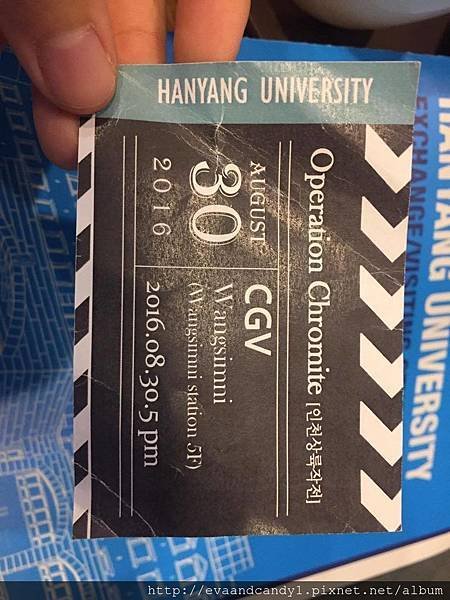 HANYANG UNIVERSITY
Operation Chromite [인천상륙작전]
AUGUST
30
2016
CGV
Wangsimni
(Wangsimni station 5F)
2016.08.30.5 pm
HANYANG UNIVERSITY
EXCHANGE/VISITING
http://evaandcandy1.pixnet.net/album